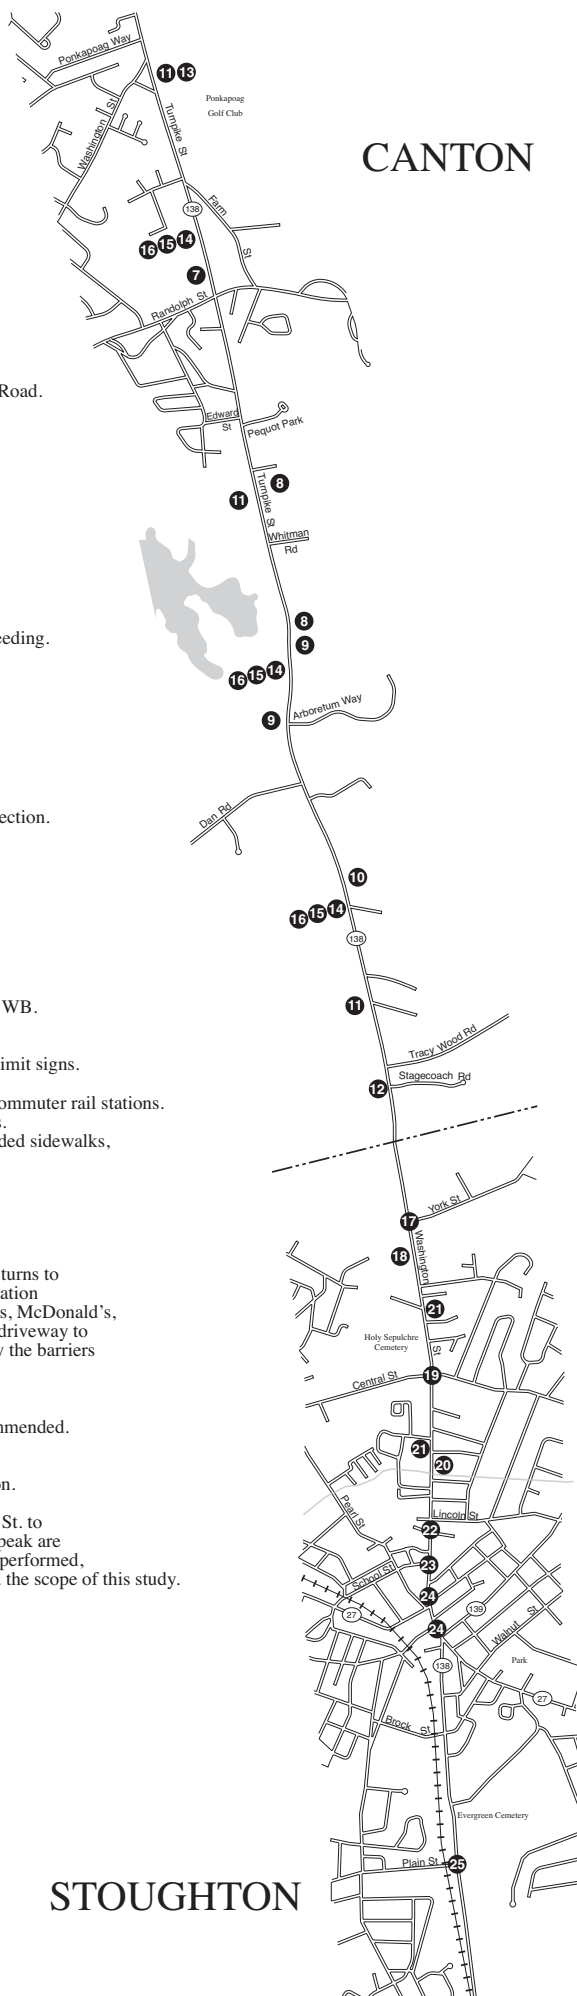 Ponkapoag Way
11 13
Ponkapoag
Golf Club
Turnpike St
Washington St
CANTON
138
Farm St
16 15 14
7
Randolph St
Road.
Edward
St
Pequot Park
8
11
Turnpike St
Whitman
Rd
8
eeding.
9
16 15 14
9
Arboretum Way
Dan Rd
ection.
10
16 15 14
138
11
WB.
Tracy Wood Rd
imit signs.
Stagecoach Rd
12
ommuter rail stations.
s.
ded sidewalks,
York St
17
Washington St
18
turns to
ation
s, McDonald's,
21
driveway to
y the barriers
Holy Sepulchre
Cemetery
19
Central St
mmended.
21
20
n.
Pearl St
Lincoln St
St. to
22
peak are
performed,
23
School St
the scope of this study.
24
27
139
24
Walnut St
Park
138
27
Brock St
Evergreen Cemetery
Plain St
25
STOUGHTON